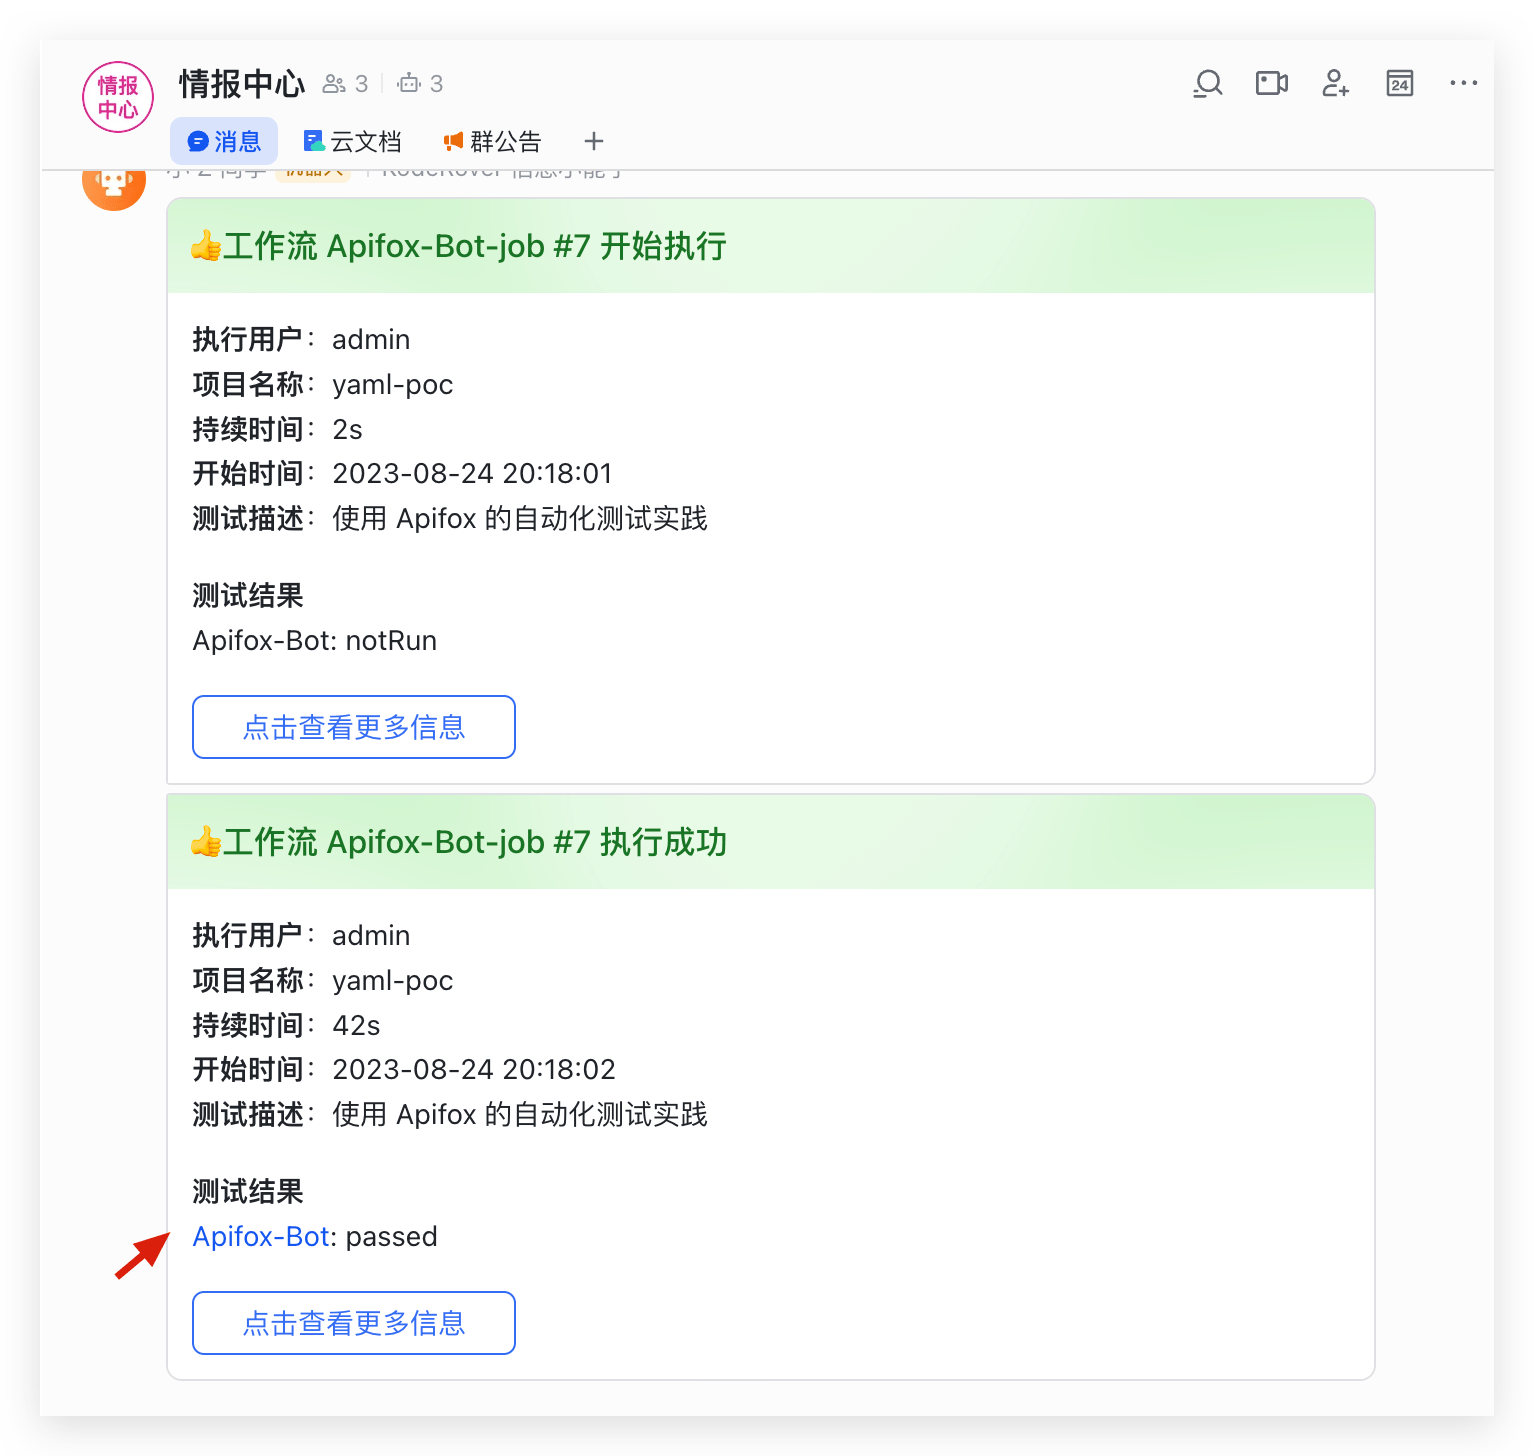 情报
中心
情报中心 3 3
消息 云文档 群公告
24
👍工作流 Apifox-Bot-job #7 开始执行
执行用户: admin
项目名称: yaml-poc
持续时间: 2s
开始时间: 2023-08-24 20:18:01
测试描述: 使用 Apifox 的自动化测试实践
测试结果
Apifox-Bot: notRun
点击查看更多信息
👍工作流 Apifox-Bot-job #7 执行成功
执行用户: admin
项目名称: yaml-poc
持续时间: 42s
开始时间: 2023-08-24 20:18:02
测试描述: 使用 Apifox 的自动化测试实践
测试结果
Apifox-Bot: passed
点击查看更多信息